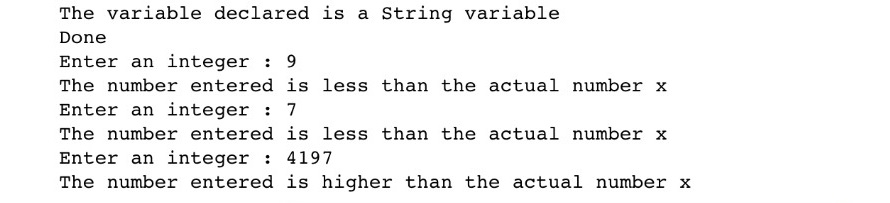 The variable declared is a String variable
Done
Enter an integer : 9
The number entered is less than the actual number x
Enter an integer : 7
The number entered is less than the actual number x
Enter an integer : 4197
The number entered is higher than the actual number x